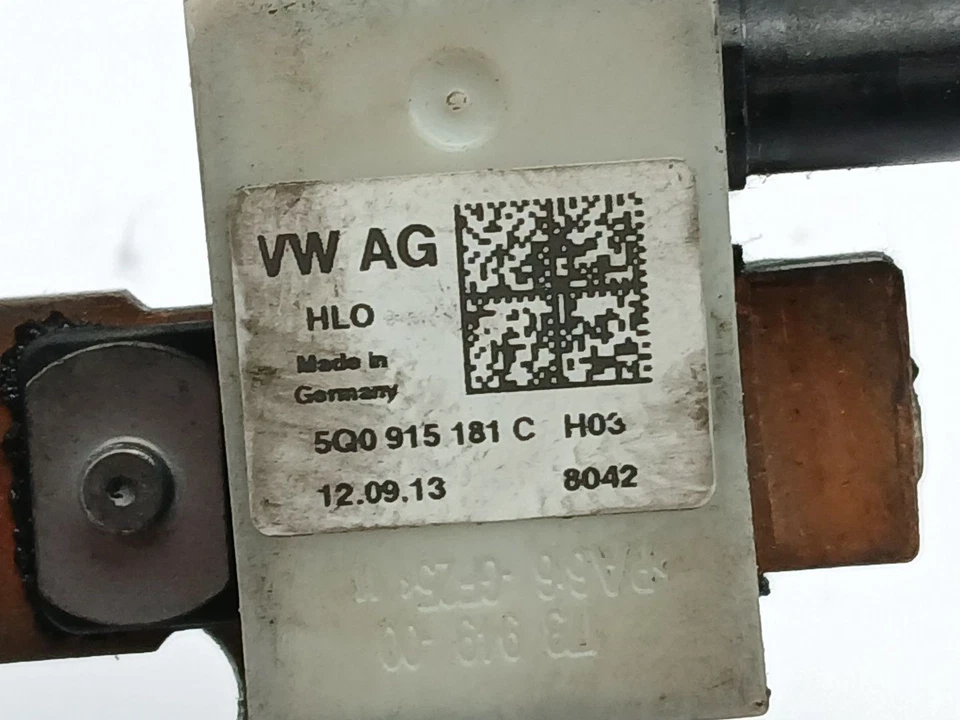 VW AG
HLO
Made in
Germany
5Q0 915 181 C H03
12.09.13 8042